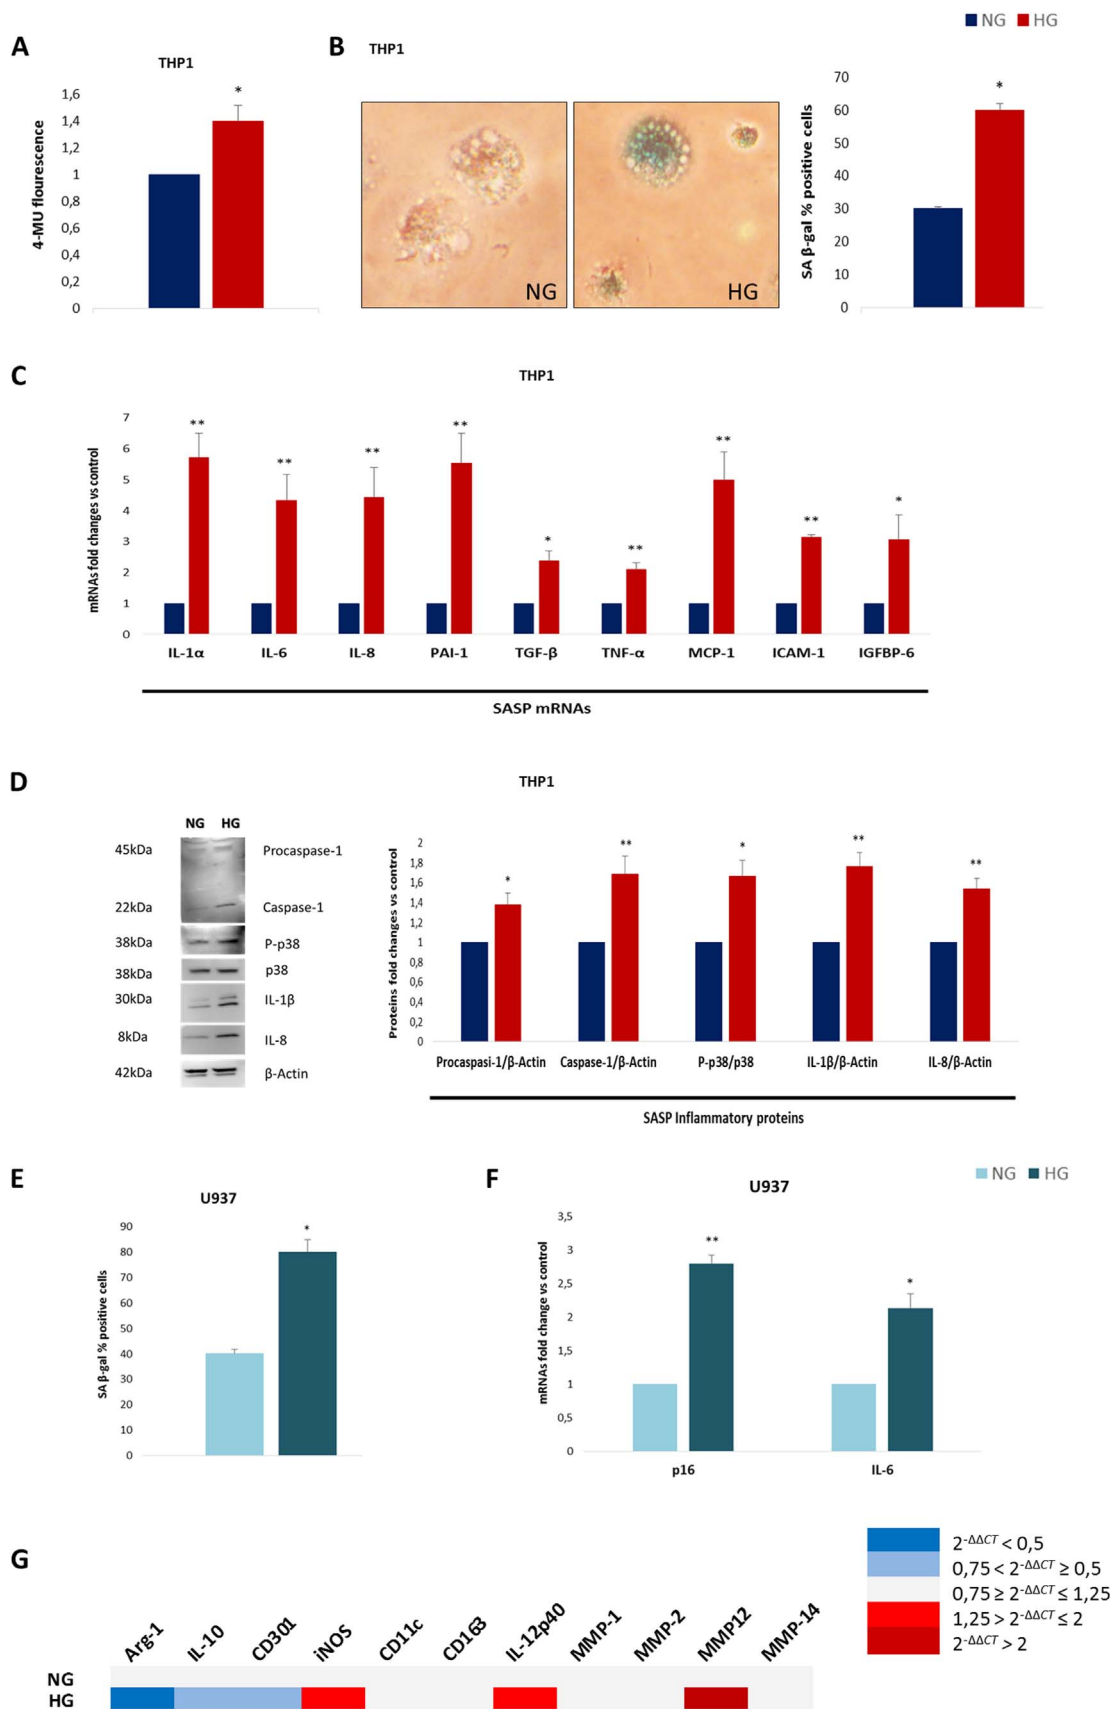 NG HG
A
THP1
4-MU flourescence
1,6
1,4
1,2
1
0,8
0,6
0,4
0,2
0
*
B
THP1
NG
HG
SA β-gal % positive cells
70
60
50
40
30
20
10
0
*
C
THP1
mRNAs fold changes vs control
7
6
5
4
3
2
1
0
** ** ** ** * ** ** ** *
IL-1α IL-6 IL-8 PAI-1 TGF-β TNF-α MCP-1 ICAM-1 IGFBP-6
SASP mRNAs
D
THP1
NG HG
45kDa Procaspase-1
22kDa Caspase-1
38kDa P-p38
38kDa p38
30kDa IL-1β
8kDa IL-8
42kDa β-Actin
Proteins fold changes vs control
2
1,8
1,6
1,4
1,2
1
0,8
0,6
0,4
0,2
0
* ** * ** **
Procaspasi-1/β-Actin Caspase-1/β-Actin P-p38/p38 IL-1β/β-Actin IL-8/β-Actin
SASP Inflammatory proteins
E
U937
SA β-gal % positive cells
90
80
70
60
50
40
30
20
10
0
*
F
NG HG
U937
mRNAs fold change vs control
3,5
3
2,5
2
1,5
1
0,5
0
** *
p16 IL-6
G
2^-ΔΔCT < 0,5
0,75 < 2^-ΔΔCT ≥ 0,5
0,75 ≥ 2^-ΔΔCT ≤ 1,25
1,25 > 2^-ΔΔCT ≤ 2
2^-ΔΔCT > 2
Arg-1 IL-10 CD301 iNOS CD11c CD163 IL-12p40 MMP-1 MMP-2 MMP12 MMP-14
NG
HG